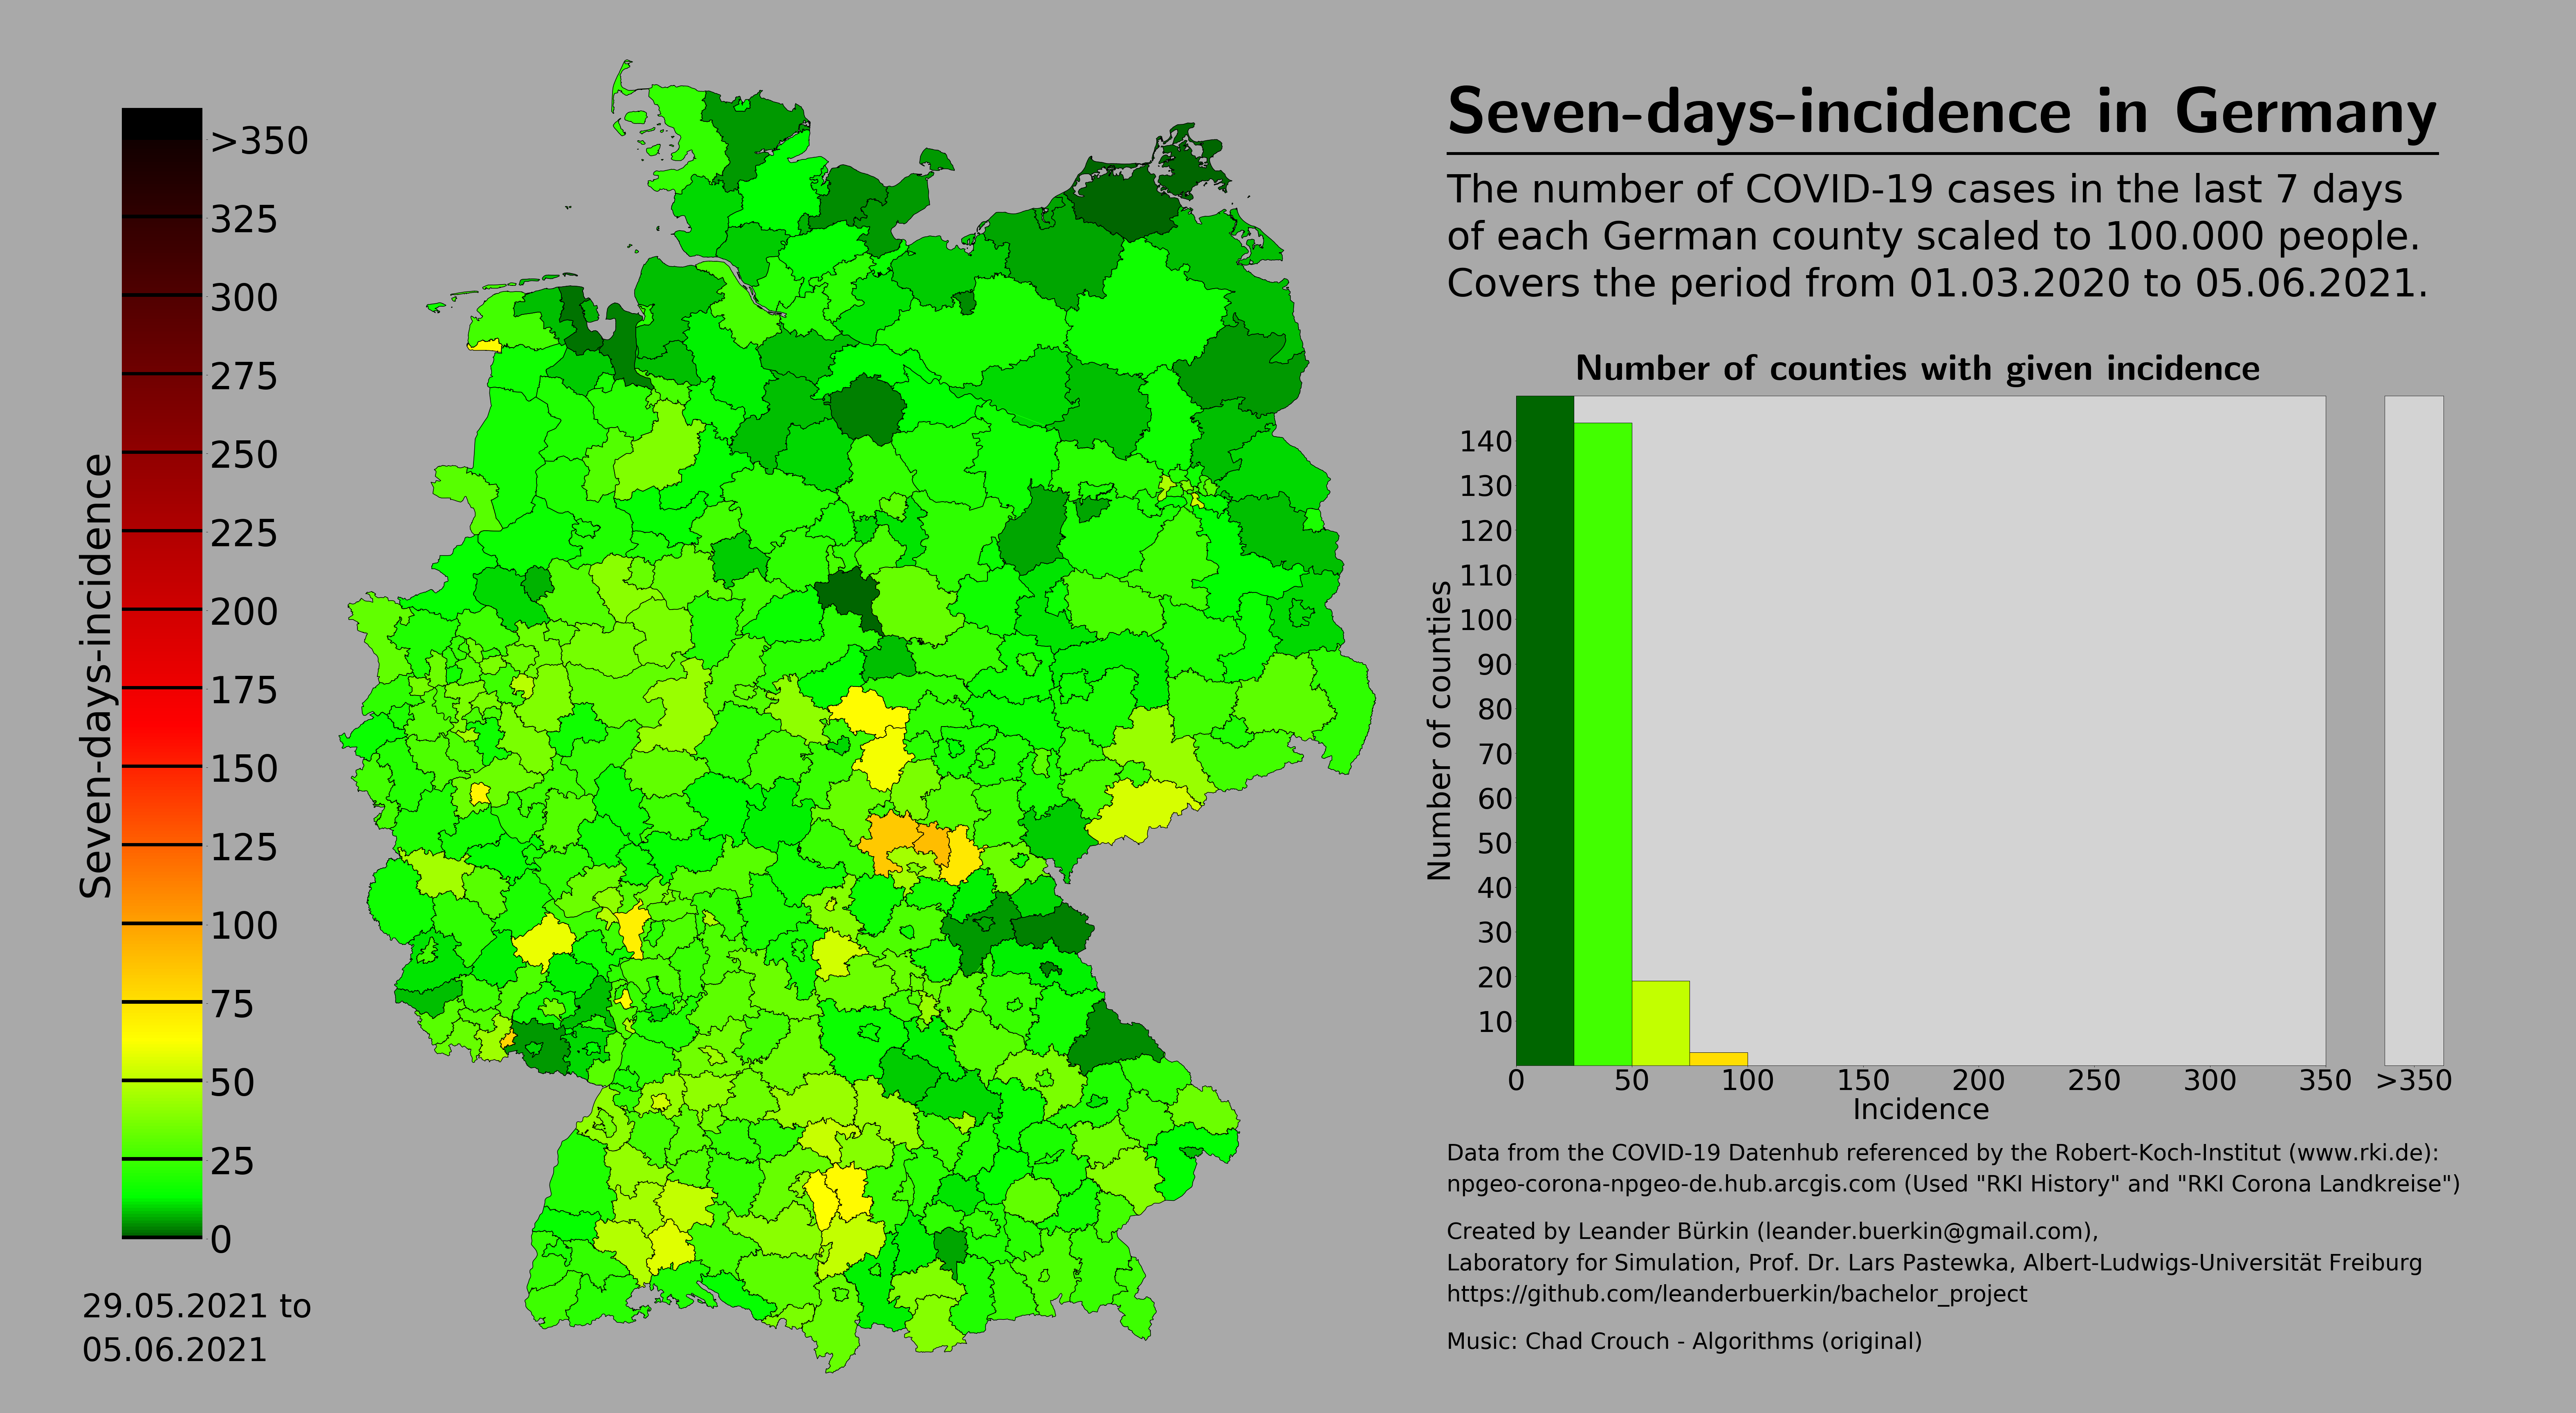 Seven-days-incidence in Germany
The number of COVID-19 cases in the last 7 days
of each German county scaled to 100.000 people.
Covers the period from 01.03.2020 to 05.06.2021.
Seven-days-incidence
>350
325
300
275
250
225
200
175
150
125
100
75
50
25
0
29.05.2021 to
05.06.2021
Number of counties with given incidence
Number of counties
140
130
120
110
100
90
80
70
60
50
40
30
20
10
0 50 100 150 200 250 300 350 >350
Incidence
Data from the COVID-19 Datenhub referenced by the Robert-Koch-Institut (www.rki.de):
npgeo-corona-npgeo-de.hub.arcgis.com (Used "RKI History" and "RKI Corona Landkreise")
Created by Leander Bürkin (leander.buerkin@gmail.com),
Laboratory for Simulation, Prof. Dr. Lars Pastewka, Albert-Ludwigs-Universität Freiburg
https://github.com/leanderbuerkin/bachelor_project
Music: Chad Crouch - Algorithms (original)